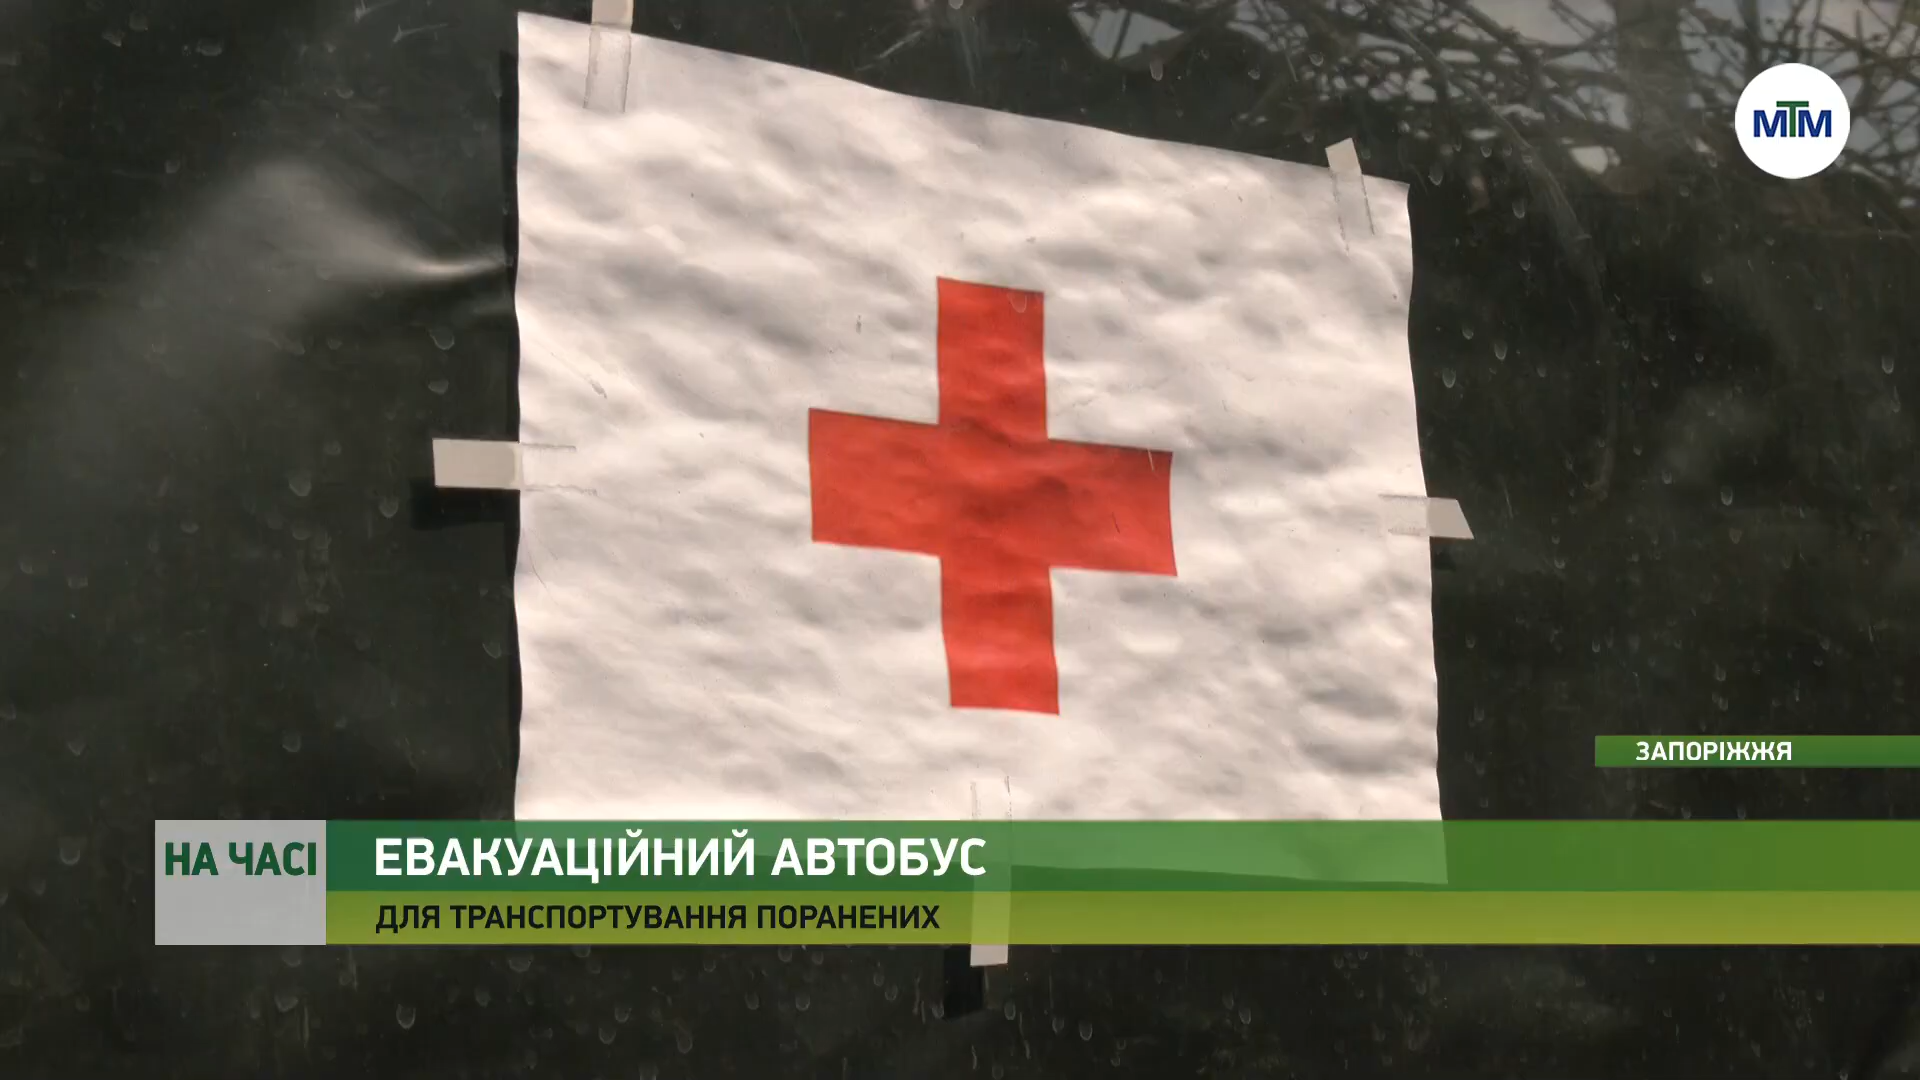 МТМ
ЗАПОРІЖЖЯ
НА ЧАСІ
ЕВАКУАЦІЙНИЙ АВТОБУС
ДЛЯ ТРАНСПОРТУВАННЯ ПОРАНЕНИХ